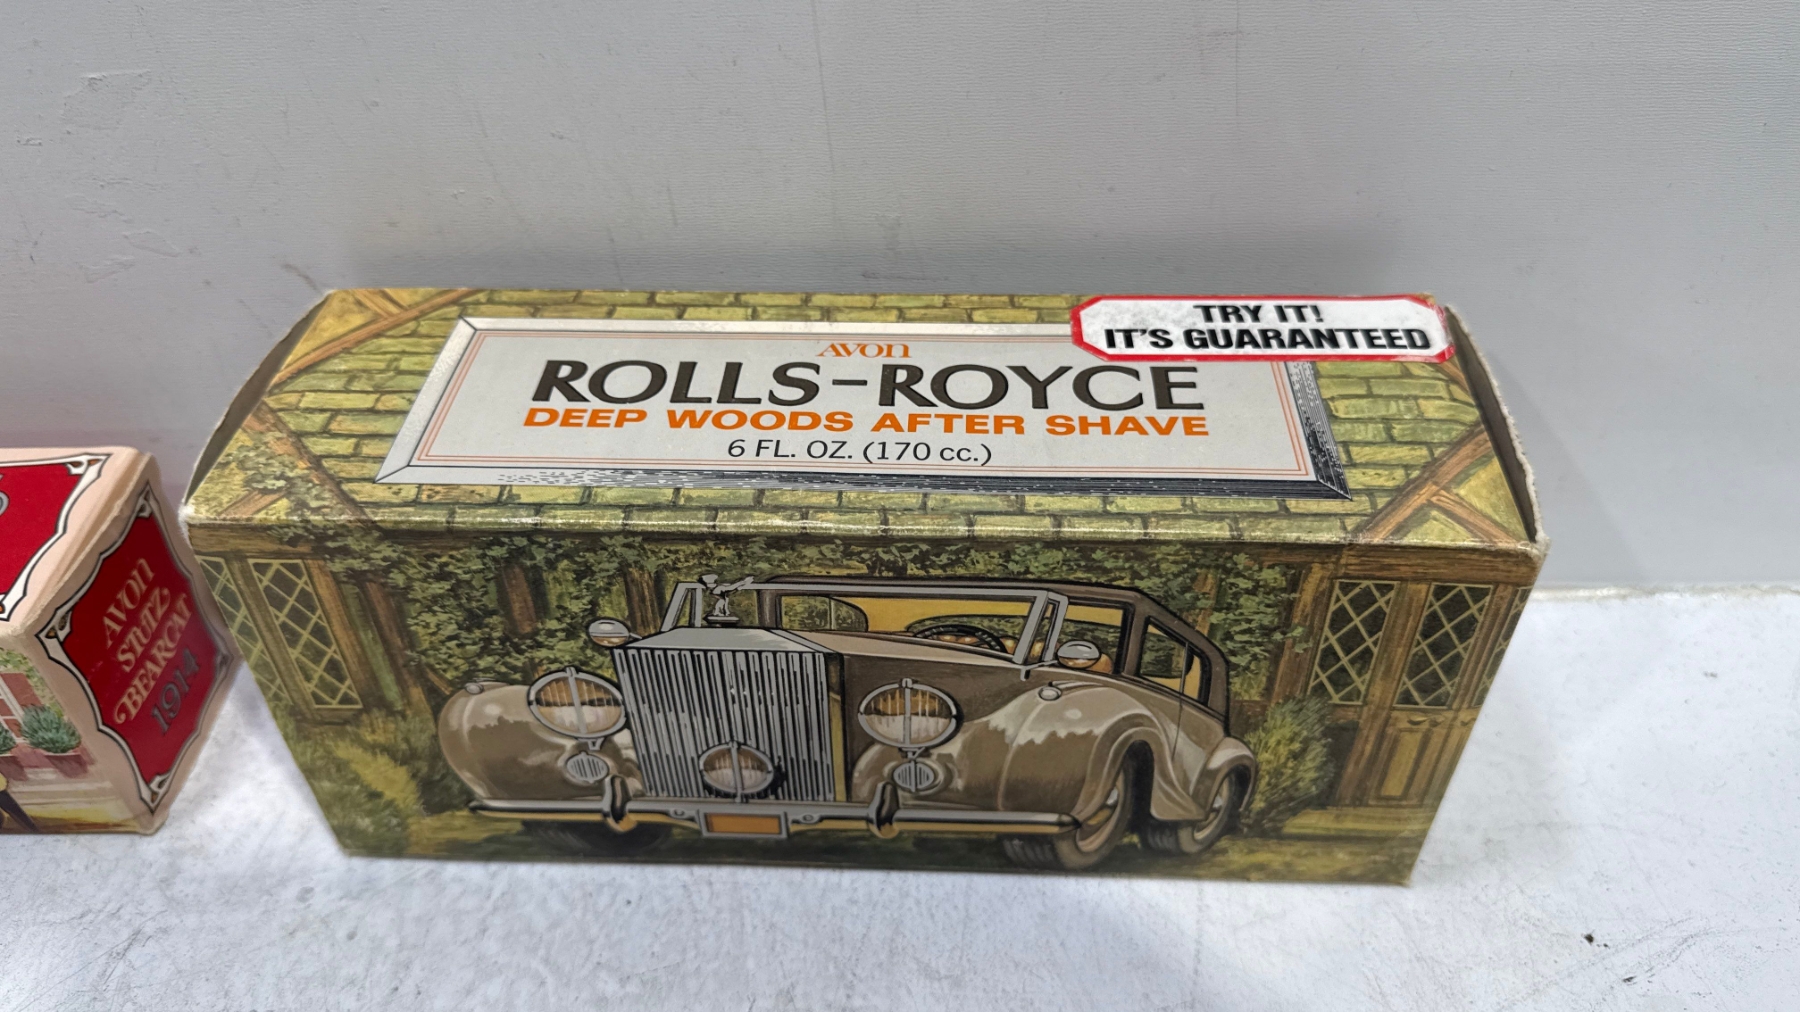 TRY IT!
IT'S GUARANTEED
AVON
ROLLS-ROYCE
DEEP WOODS AFTER SHAVE
6 FL. OZ. (170 cc.)
AVON
STUTZ
BEARCAT
1914